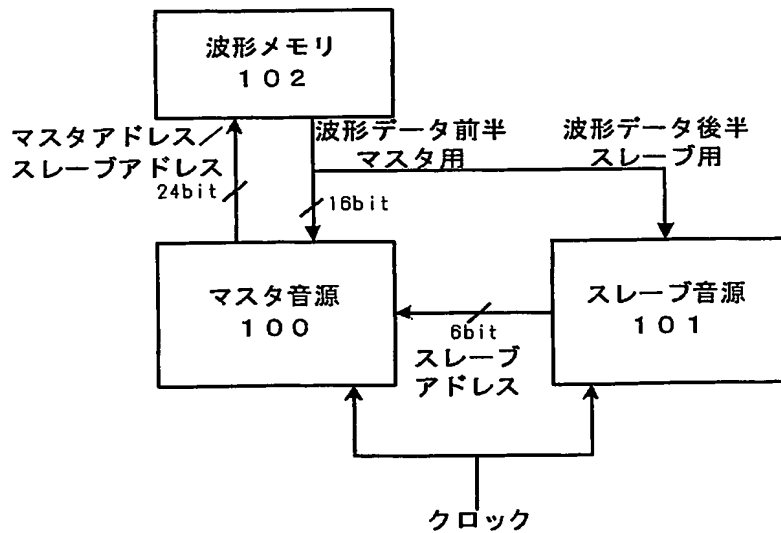 波形メモリ
102
マスタアドレス／
スレーブアドレス
24bit
波形データ前半
マスタ用
16bit
波形データ後半
スレーブ用
マスタ音源
100
6bit
スレーブ
アドレス
スレーブ音源
101
クロック